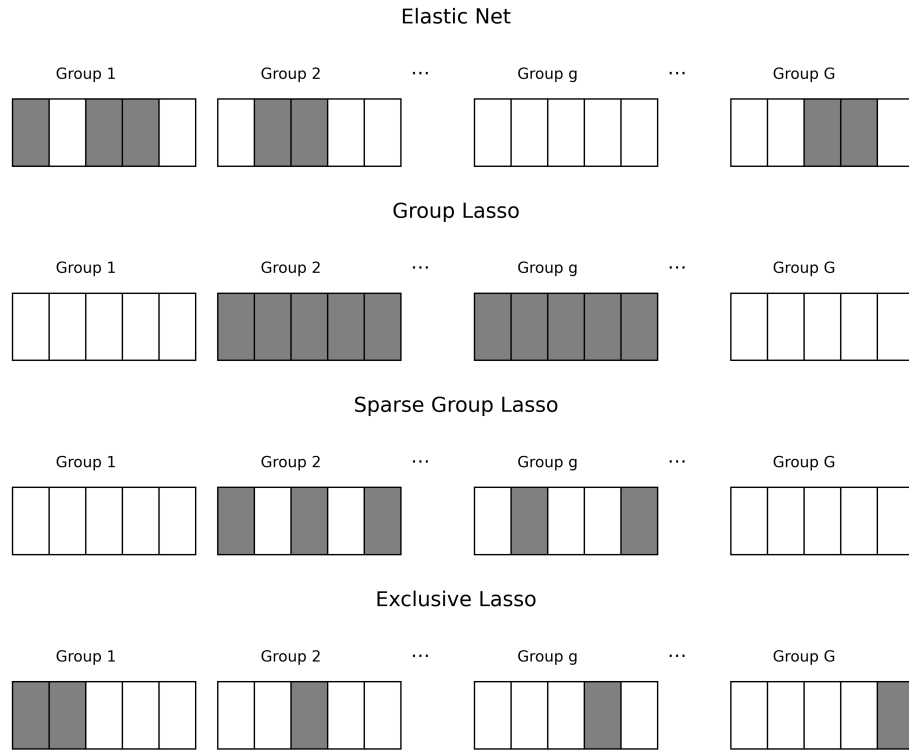 Elastic Net
Group 1 Group 2 ... Group g ... Group G
Group Lasso
Group 1 Group 2 ... Group g ... Group G
Sparse Group Lasso
Group 1 Group 2 ... Group g ... Group G
Exclusive Lasso
Group 1 Group 2 ... Group g ... Group G